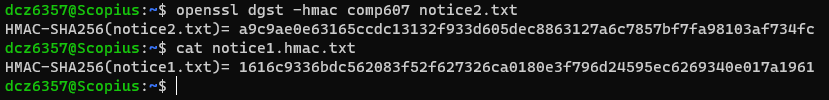 dcz6357@Scopius:~$ openssl dgst -hmac comp607 notice2.txt
HMAC-SHA256(notice2.txt)= a9c9ae0e63165ccdc13132f933d605dec8863127a6c7857bf7fa98103af734fc
dcz6357@Scopius:~$ cat notice1.hmac.txt
HMAC-SHA256(notice1.txt)= 1616c9336bdc562083f52f627326ca0180e3f796d24595ec6269340e017a1961
dcz6357@Scopius:~$